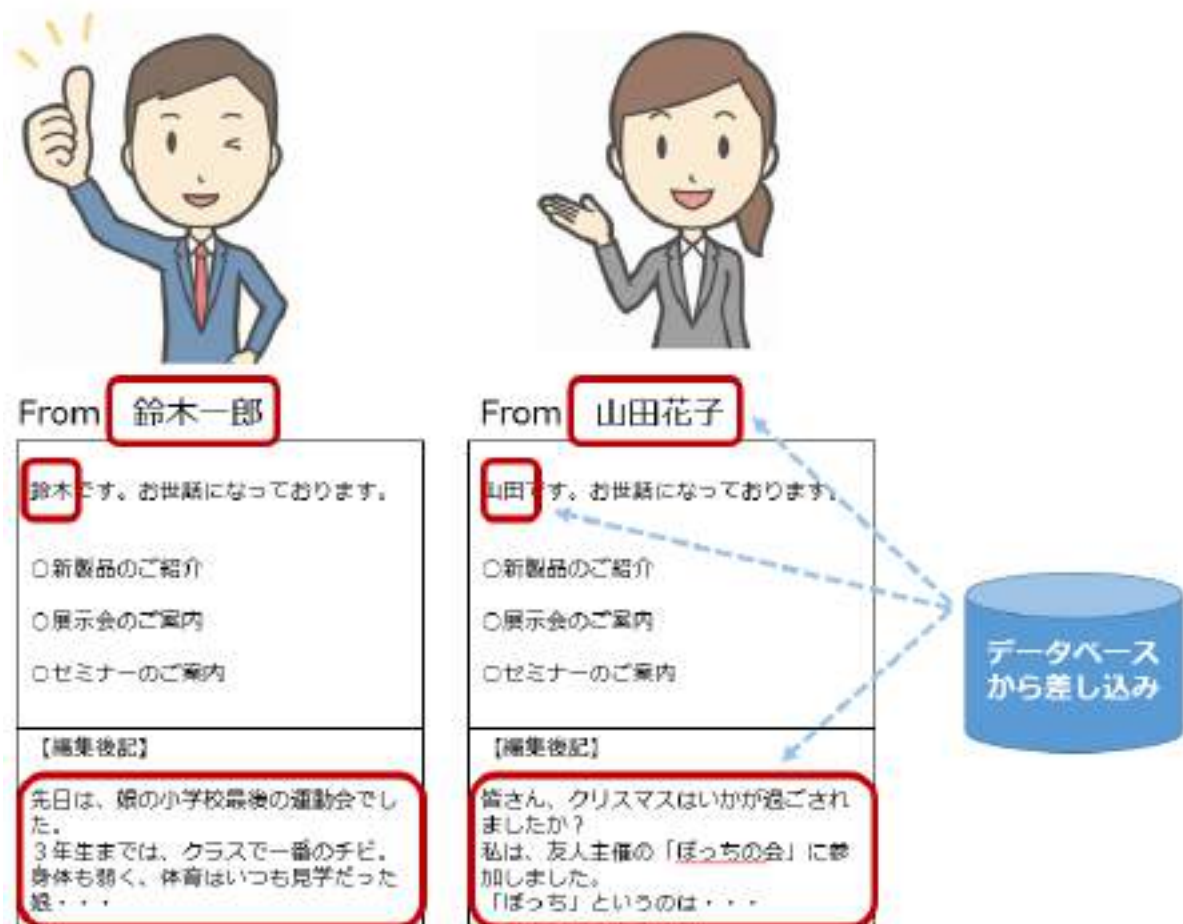 From 鈴木一郎
鈴木です。お世話になっております。
○新製品のご紹介
○展示会のご案内
○セミナーのご案内
【編集後記】
先日は、娘の小学校最後の運動会でし
た。
3年生までは、クラスで一番のチビ。
身体も弱く、体育はいつも見学だった
娘・・・
From 山田花子
山田です。お世話になっております。
○新製品のご紹介
○展示会のご案内
○セミナーのご案内
【編集後記】
皆さん、クリスマスはいかが過ごされ
ましたか?
私は、友人主催の「ぼっちの会」に参
加しました。
「ぼっち」というのは・・・
データベース
から差し込み